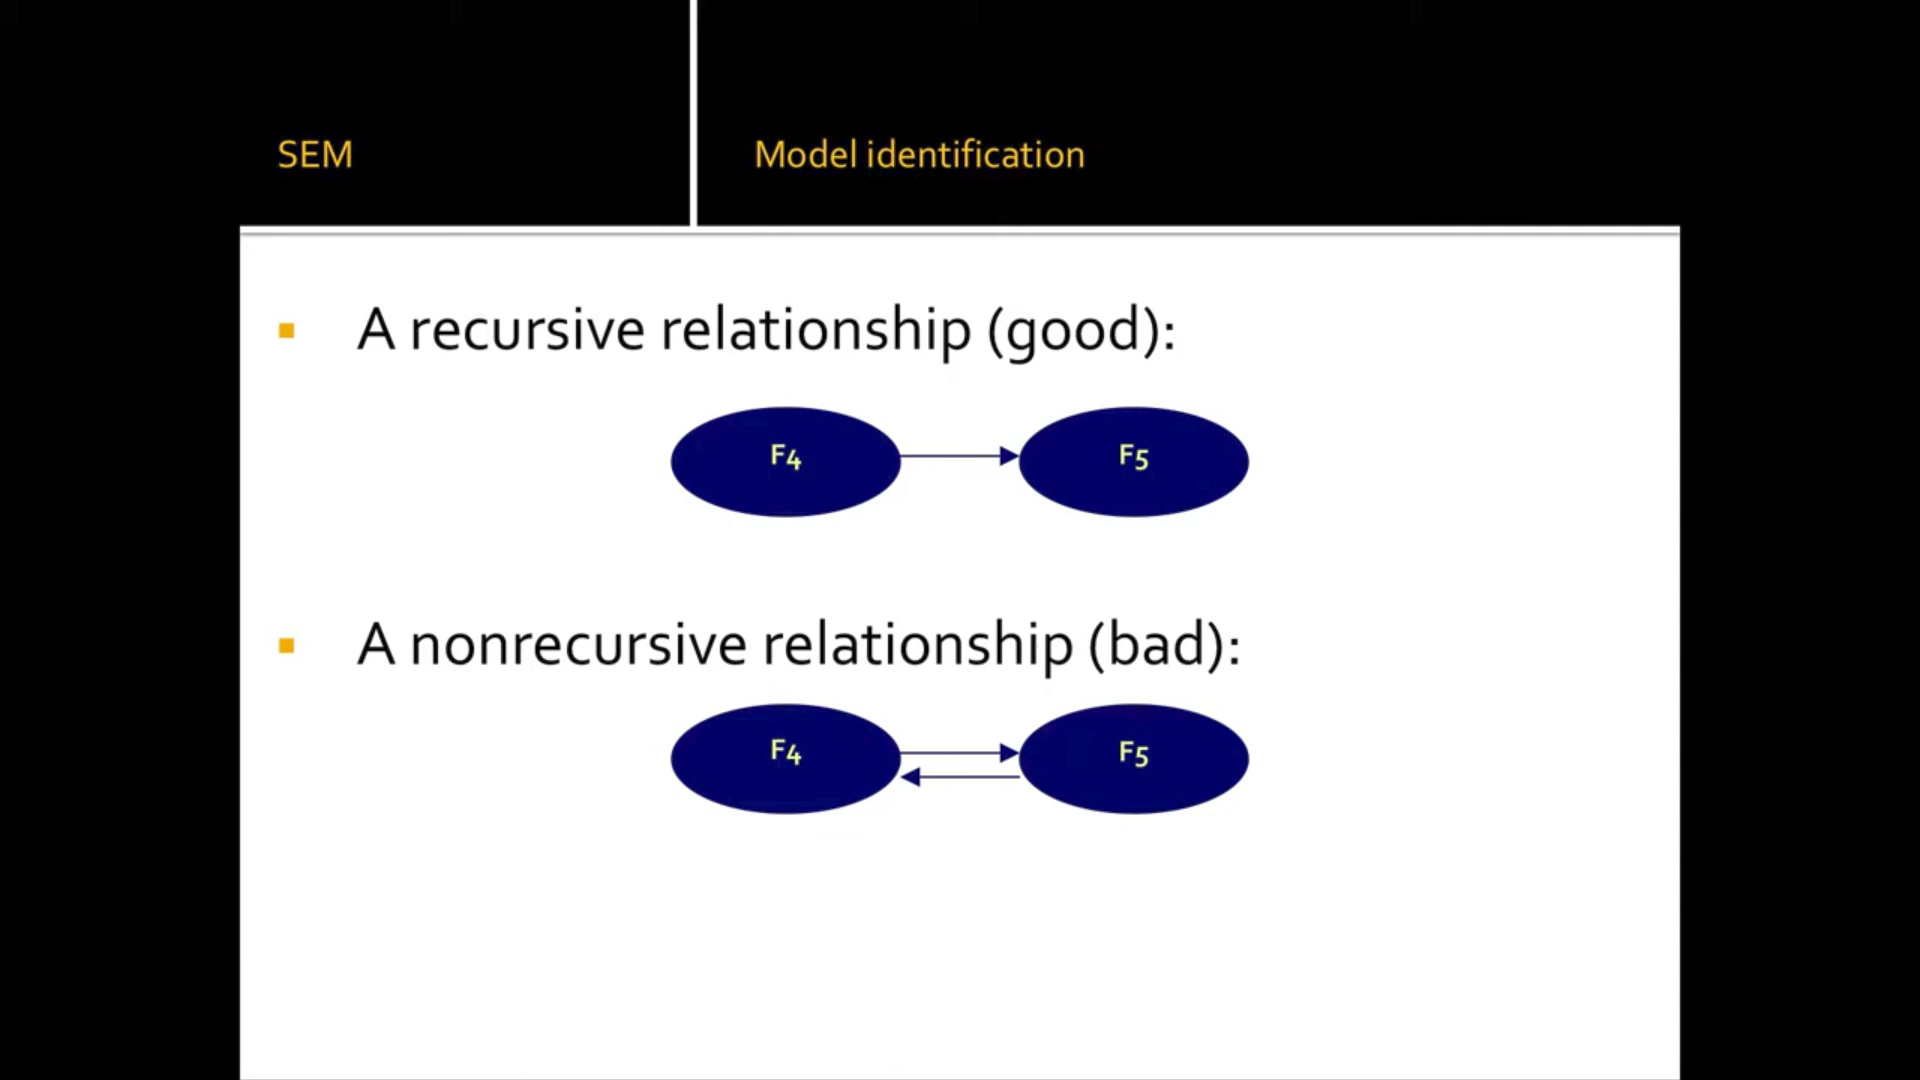 SEM
Model identification
A recursive relationship (good):
F4
F5
A nonrecursive relationship (bad):
F4
F5